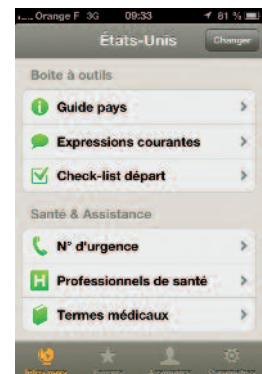 Orange F 3G 09:33 81 %
États-Unis Changer
Boîte à outils
Guide pays
Expressions courantes
Check-list départ
Santé & Assistance
N° d'urgence
Professionnels de santé
Termes médicaux